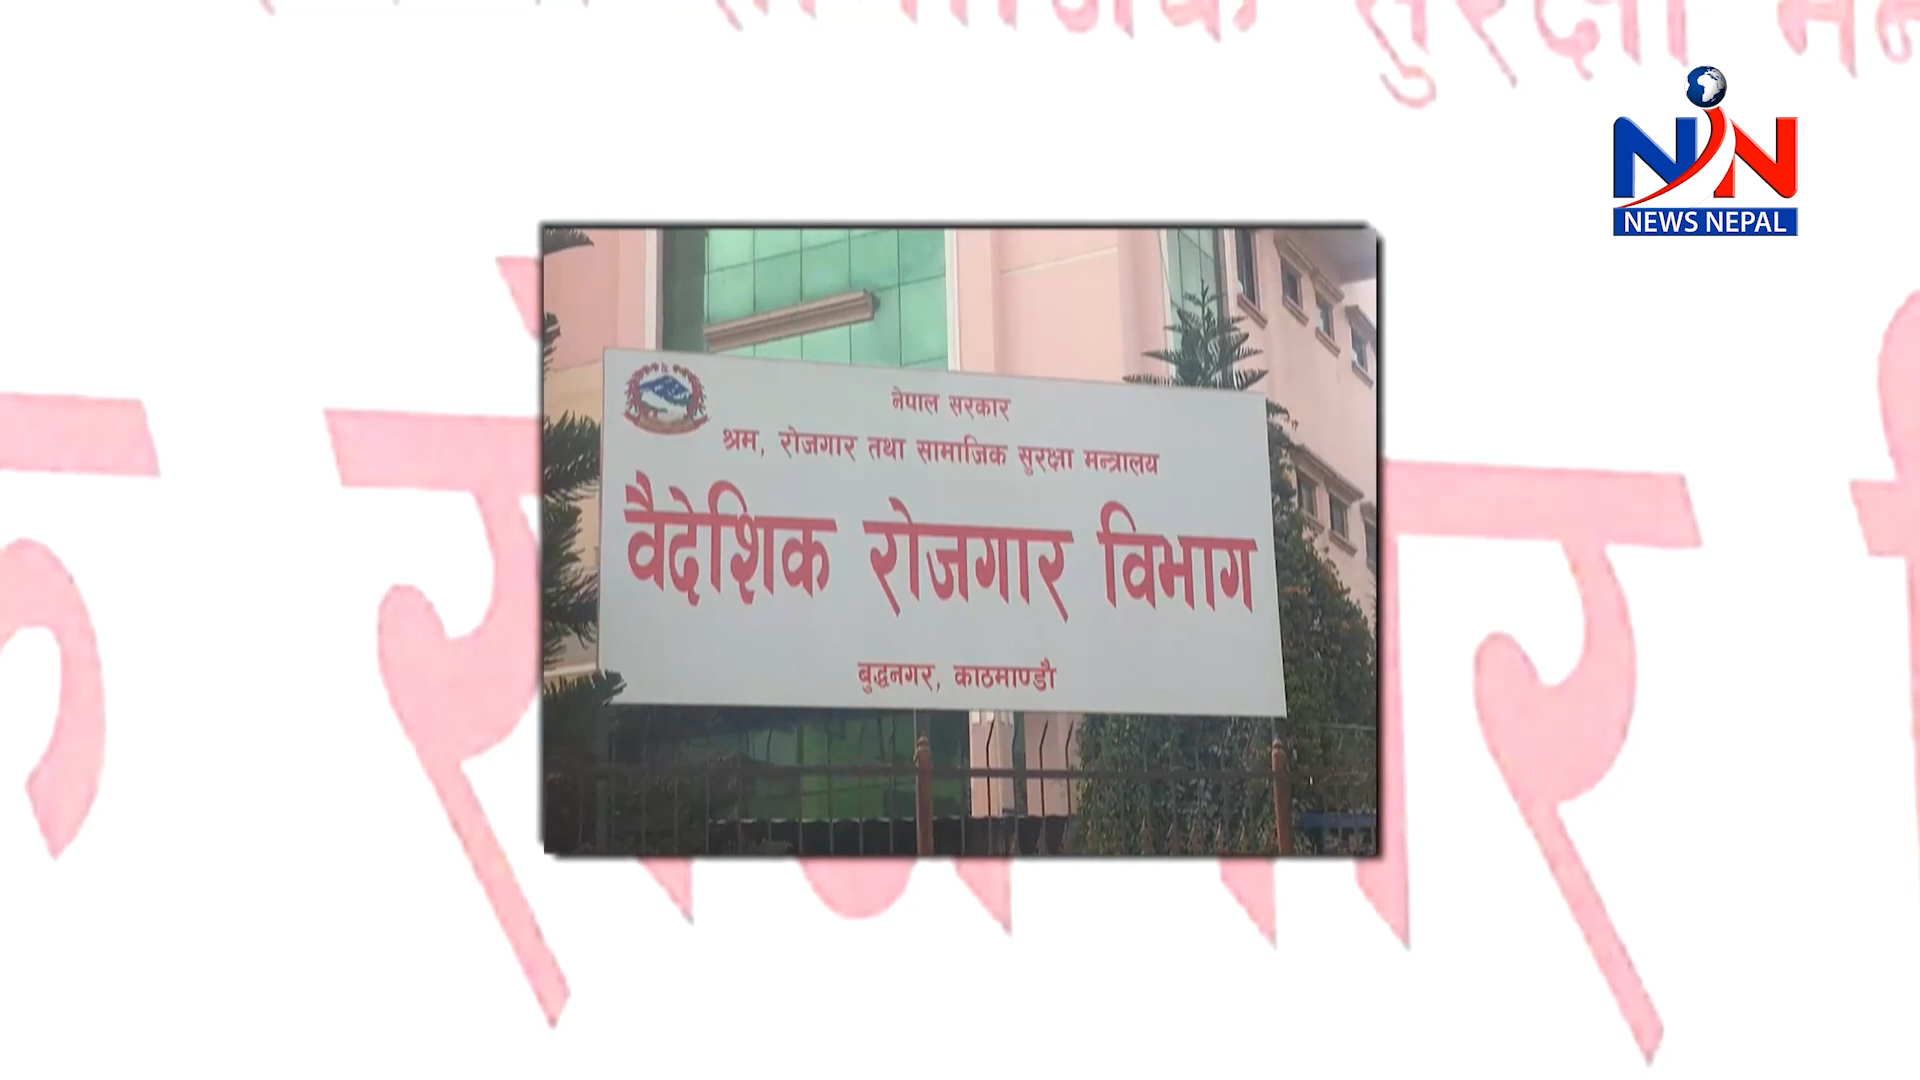 NEWS NEPAL
नेपाल सरकार
श्रम, रोजगार तथा सामाजिक सुरक्षा मन्त्रालय
वैदेशिक रोजगार विभाग
बुद्धनगर, काठमाण्डौ